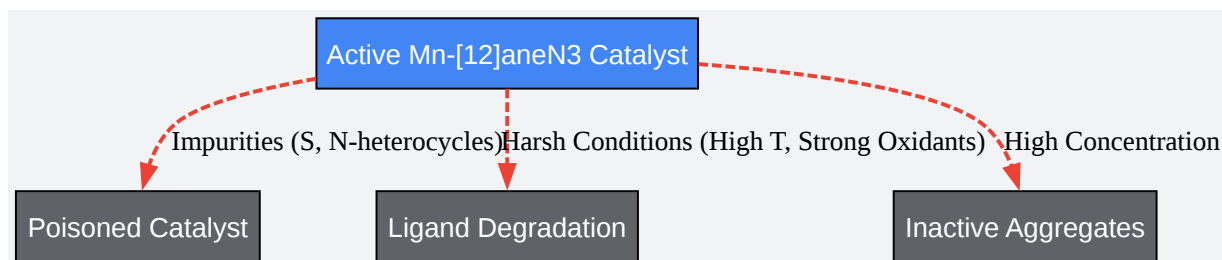 Active Mn-[12]aneN3 Catalyst
Impurities (S, N-heterocycles)
Harsh Conditions (High T, Strong Oxidants)
High Concentration
Poisoned Catalyst
Ligand Degradation
Inactive Aggregates